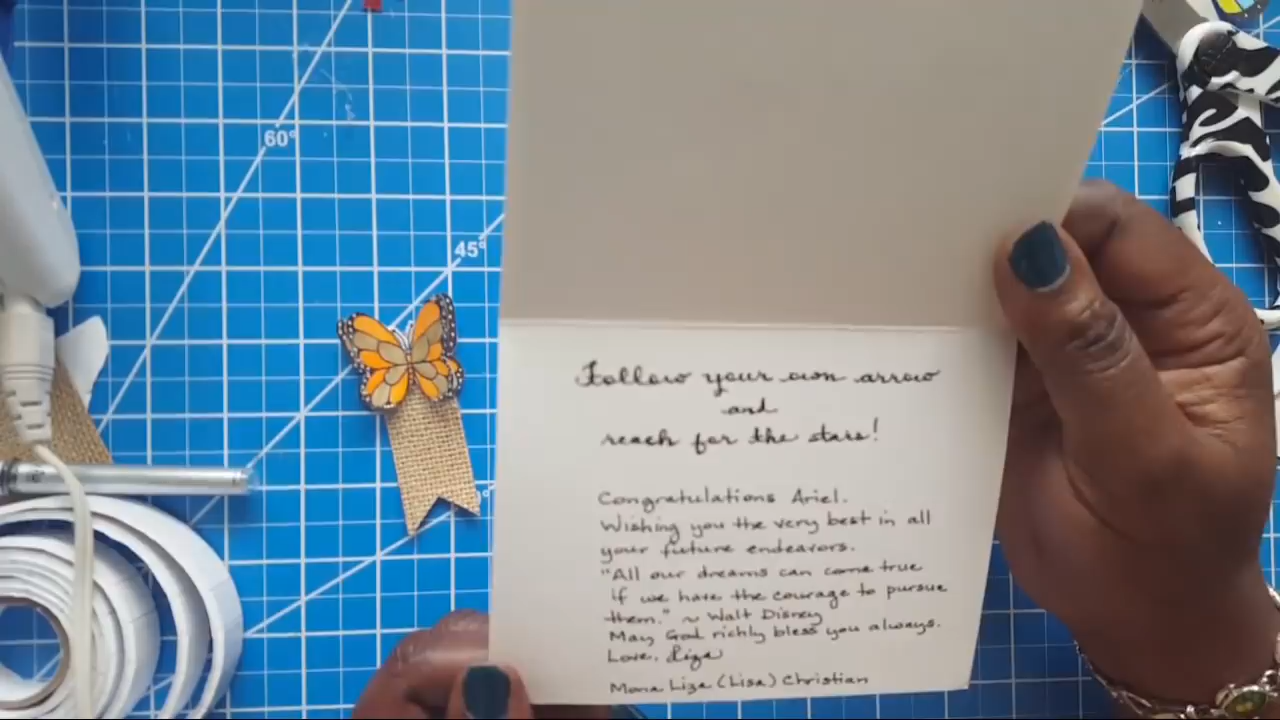 60°
45°
Follow your own arrow
and
reach for the stars!
Congratulations Ariel.
Wishing you the very best in all
your future endeavors.
"All our dreams can come true
if we have the courage to pursue
them." ~ Walt Disney
May God richly bless you always.
Love, Liza
Mona Liza (Lisa) Christian